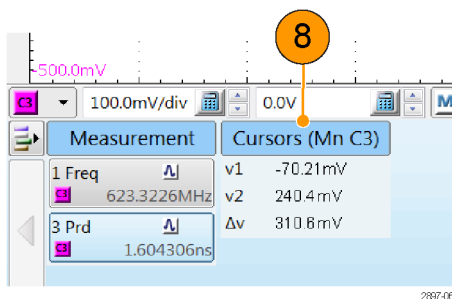 8
-500.0mV
C3 100.0mV/div 0.0V M
Measurement Cursors (Mn C3)
1 Freq v1 -70.21mV
C3 623.3226MHz v2 240.4mV
3 Prd Δv 310.6mV
C3 1.604306ns
2897-06